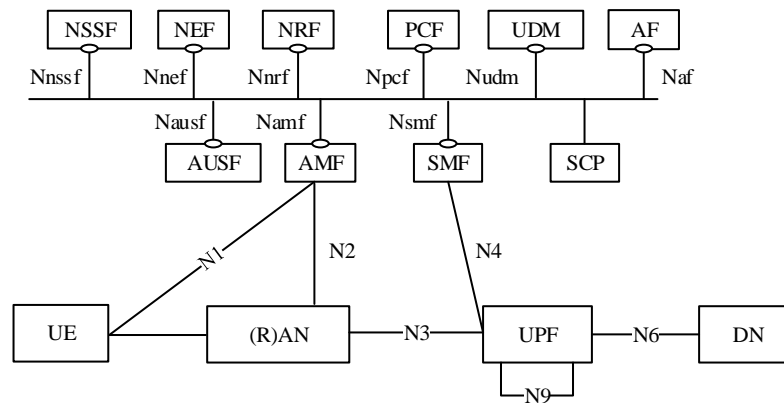 NSSF NEF NRF PCF UDM AF
Nnssf Nnef Nnrf Npcf Nudm Naf
Nausf Namf Nsmf
AUSF AMF SMF SCP
N1 N2 N4
UE (R)AN N3 UPF N6 DN
N9